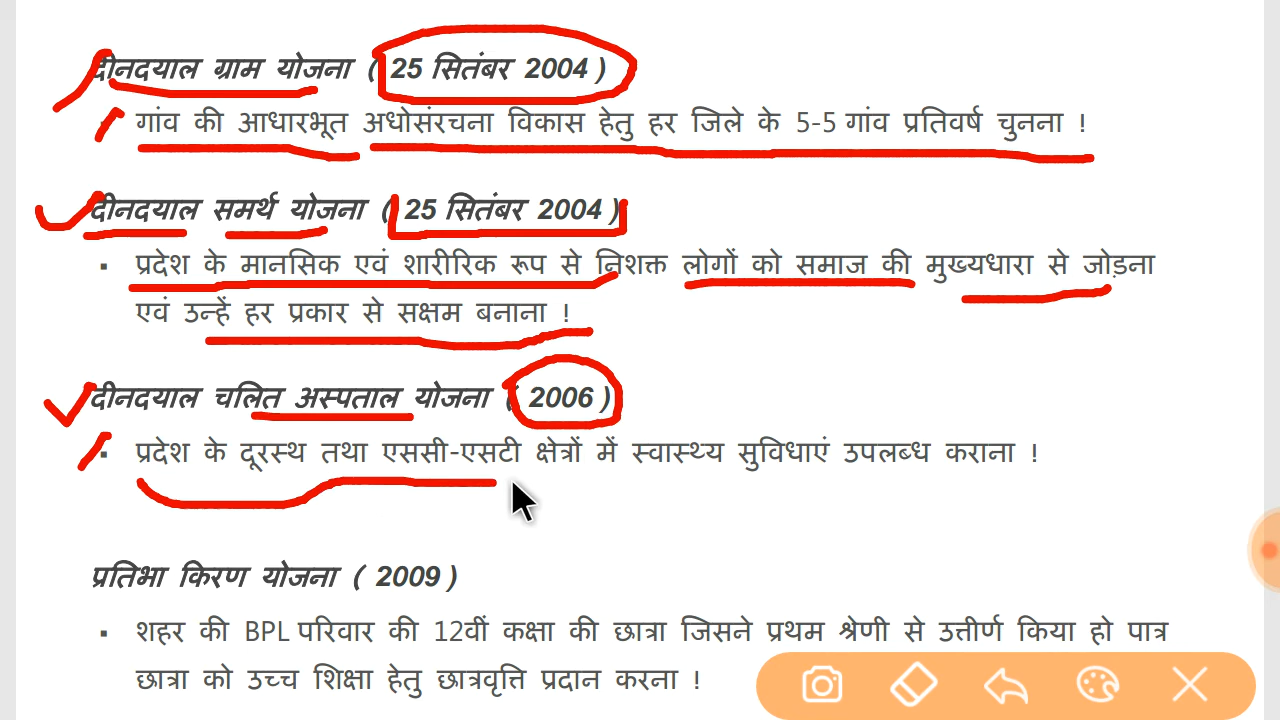 दीनदयाल ग्राम योजना ( 25 सितंबर 2004 )
▪ गांव की आधारभूत अधोसंरचना विकास हेतु हर जिले के 5-5 गांव प्रतिवर्ष चुनना !
दीनदयाल समर्थ योजना ( 25 सितंबर 2004 )
▪ प्रदेश के मानसिक एवं शारीरिक रूप से निशक्त लोगों को समाज की मुख्यधारा से जोड़ना
एवं उन्हें हर प्रकार से सक्षम बनाना !
दीनदयाल चलित अस्पताल योजना ( 2006 )
▪ प्रदेश के दूरस्थ तथा एससी-एसटी क्षेत्रों में स्वास्थ्य सुविधाएं उपलब्ध कराना !
प्रतिभा किरण योजना ( 2009 )
▪ शहर की BPL परिवार की 12वीं कक्षा की छात्रा जिसने प्रथम श्रेणी से उत्तीर्ण किया हो पात्र
छात्रा को उच्च शिक्षा हेतु छात्रवृत्ति प्रदान करना !